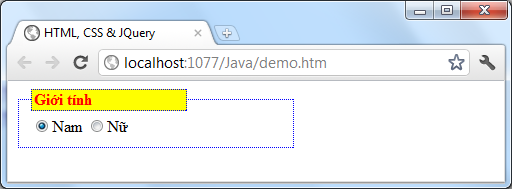 HTML, CSS & JQuery
localhost:1077/Java/demo.htm
Giới tính
Nam Nữ